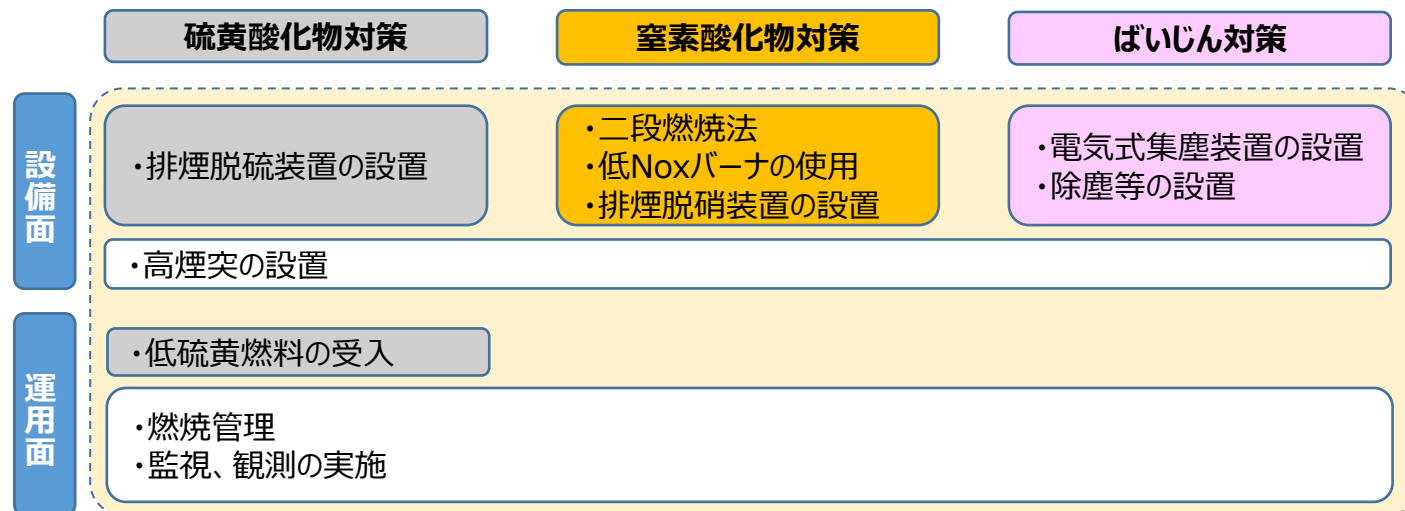 硫黄酸化物対策
窒素酸化物対策
ばいじん対策
設備面
・排煙脱硫装置の設置
・二段燃焼法
・低Noxバーナの使用
・排煙脱硝装置の設置
・電気式集塵装置の設置
・除塵等の設置
・高煙突の設置
運用面
・低硫黄燃料の受入
・燃焼管理
・監視、観測の実施